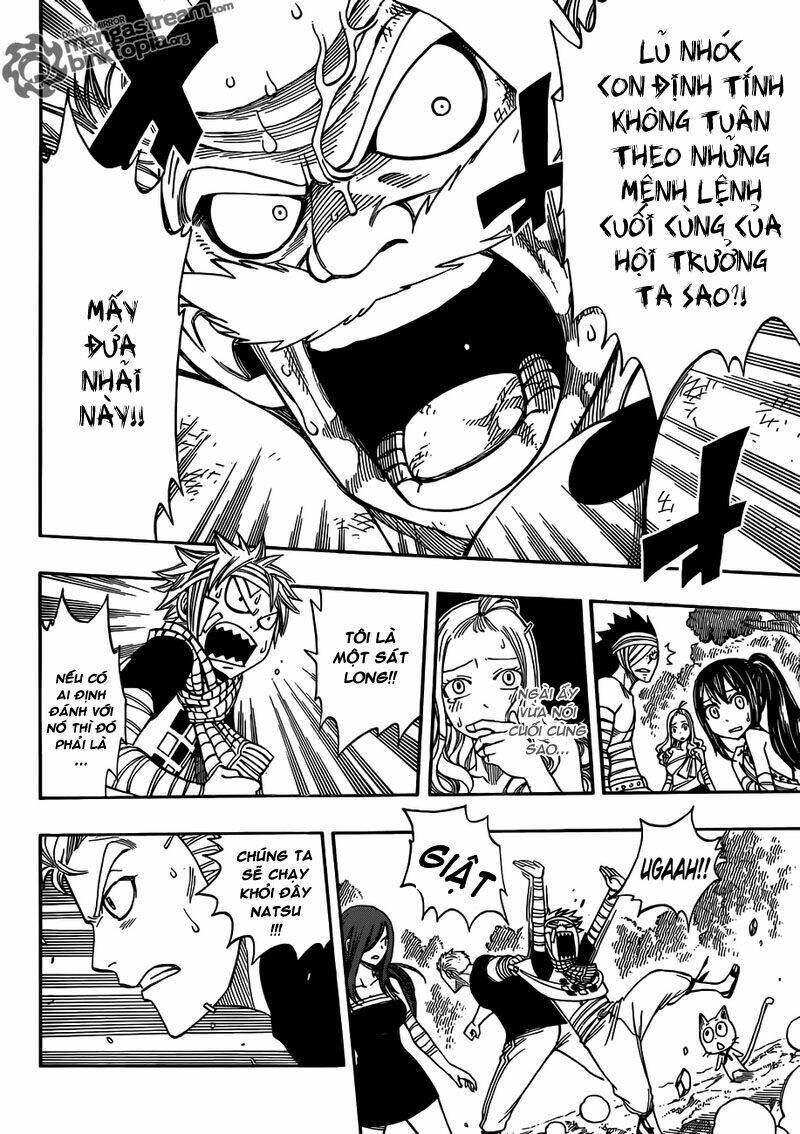 DO NOT MIRROR
mangastream.com
binktopia.org
LŨ NHÓC
CON ĐỊNH TÍNH
KHÔNG TUÂN
THEO NHỮNG
MỆNH LỆNH
CUỐI CÙNG CỦA
HỘI TRƯỞNG
TA SAO?!
MẤY
ĐỨA
NHÃI
NÀY!!
NGÀI ẤY
VỪA NÓI
CUỐI CÙNG
SAO...
TÔI LÀ
MỘT SÁT
LONG!!
NẾU CÓ
AI ĐỊNH
ĐÁNH VỚI
NÓ THÌ ĐÓ
PHẢI LÀ
...
UGAAH!!
GIẬT
CHÚNG TA
SẼ CHẠY
KHỎI ĐÂY
NATSU
!!!